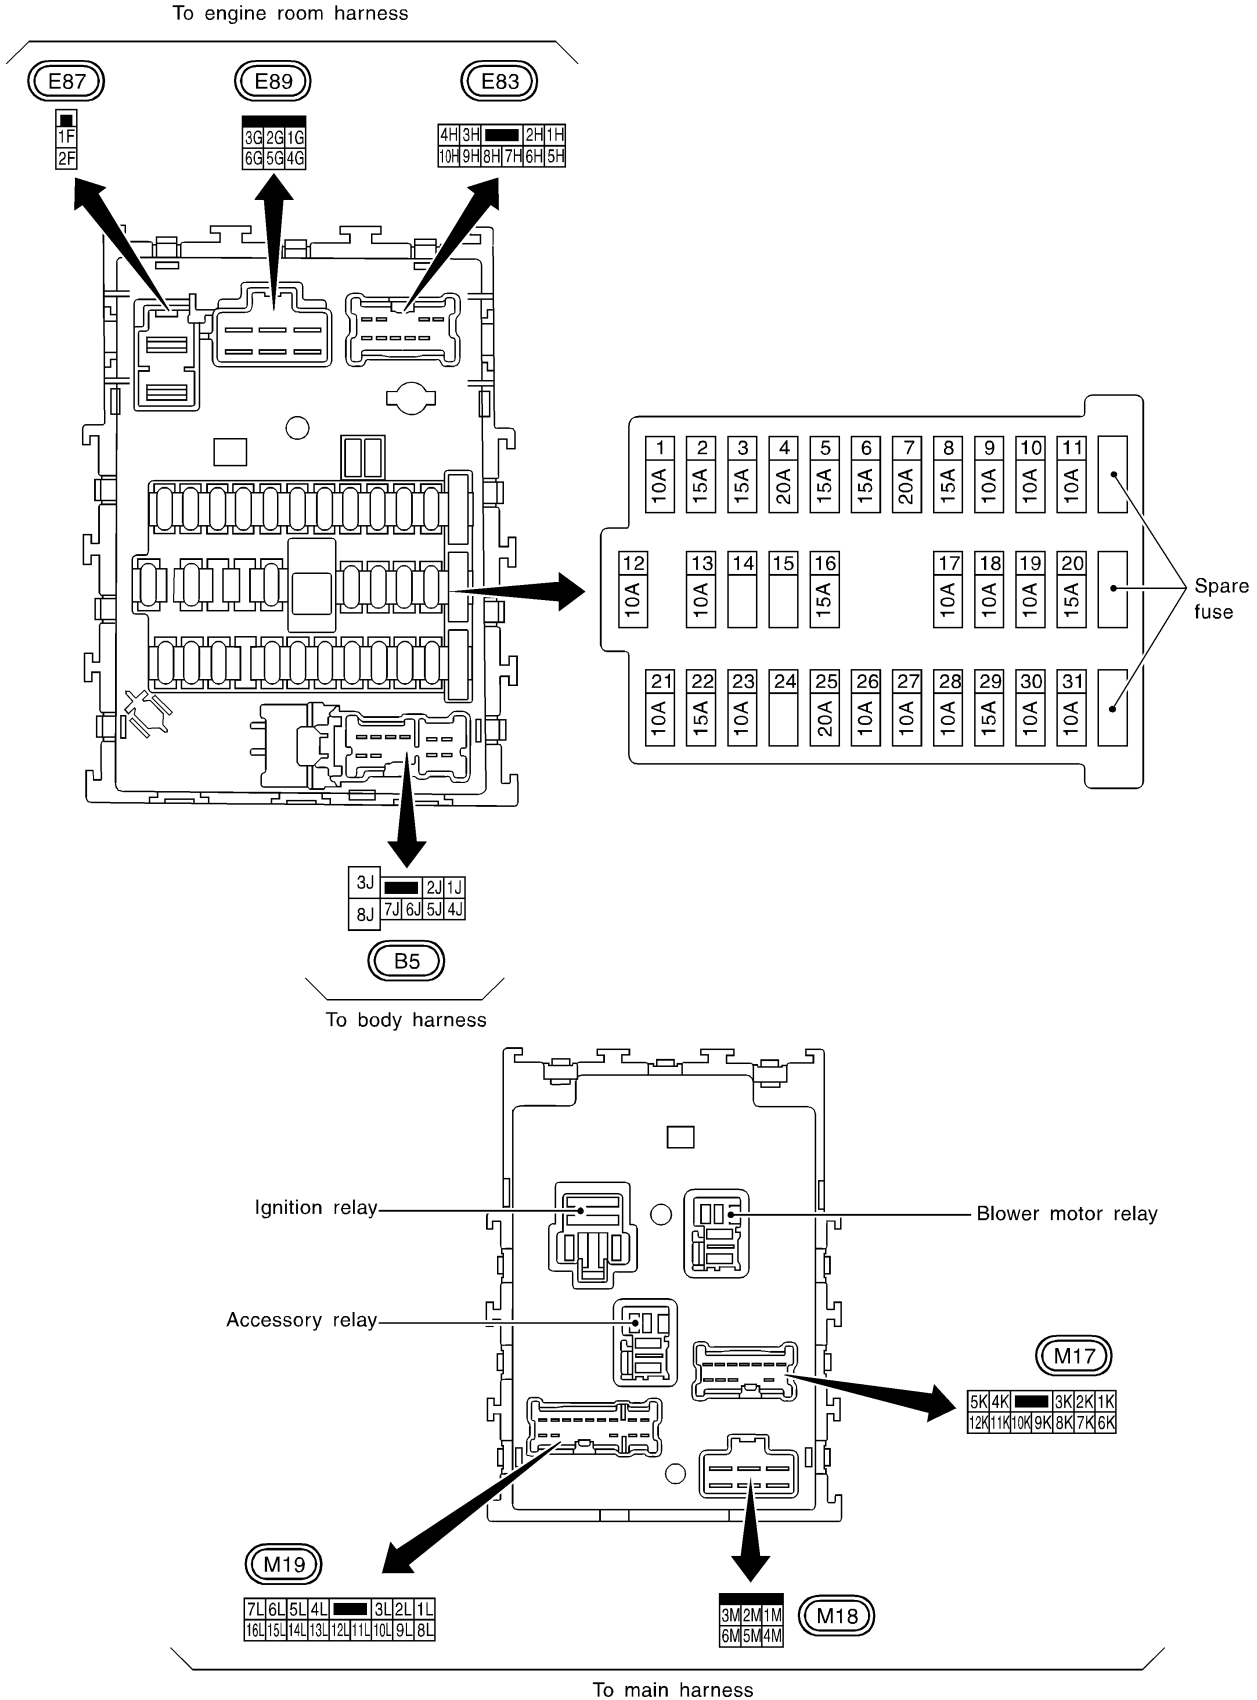 To engine room harness
E87 E89 E83
1F
2F
3G 2G 1G
6G 5G 4G
4H 3H 2H 1H
10H 9H 8H 7H 6H 5H
1 2 3 4 5 6 7 8 9 10 11
10A 15A 15A 20A 15A 15A 20A 15A 10A 10A 10A
12 13 14 15 16 17 18 19 20
10A 10A 15A 10A 10A 10A 15A
Spare
fuse
21 22 23 24 25 26 27 28 29 30 31
10A 15A 10A 20A 10A 10A 10A 15A 10A 10A
3J 2J 1J
8J 7J 6J 5J 4J
B5
To body harness
Ignition relay
Blower motor relay
Accessory relay
M17
5K 4K 3K 2K 1K
12K 11K 10K 9K 8K 7K 6K
M19
7L 6L 5L 4L 3L 2L 1L
16L 15L 14L 13L 12L 11L 10L 9L 8L
3M 2M 1M
6M 5M 4M
M18
To main harness